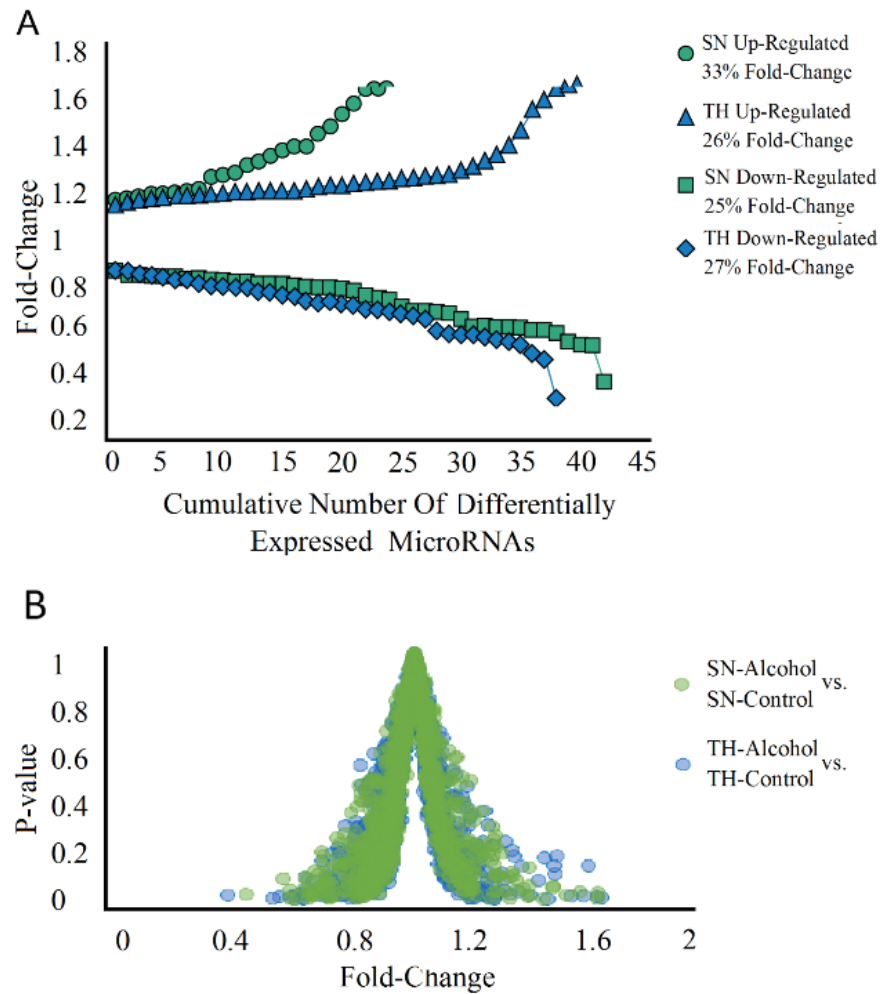 A
1.8
1.6
1.4
1.2
1
0.8
0.6
0.4
0.2
Fold-Change
0 5 10 15 20 25 30 35 40 45
Cumulative Number Of Differentially
Expressed MicroRNAs
SN Up-Regulated
33% Fold-Change
TH Up-Regulated
26% Fold-Change
SN Down-Regulated
25% Fold-Change
TH Down-Regulated
27% Fold-Change
B
1
0.8
0.6
0.4
0.2
0
P-value
0 0.4 0.8 1.2 1.6 2
Fold-Change
SN-Alcohol vs.
SN-Control
TH-Alcohol vs.
TH-Control